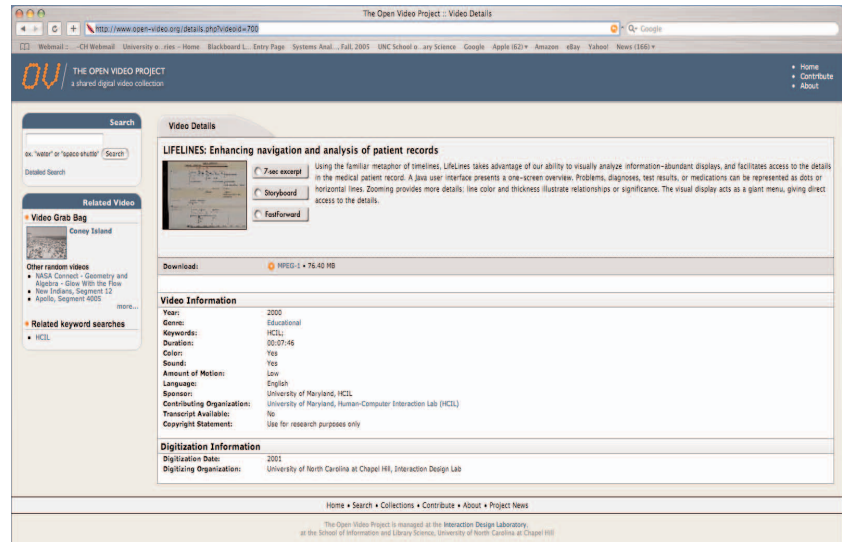 The Open Video Project :: Video Details
http://www.open-video.org/details.php?videoid=700
Google
Webmail :: -CH Webmail University o...ries - Home Blackboard L... Entry Page Systems Anal..., Fall, 2005 UNC School o...ary Science Google Apple (62) Amazon eBay Yahoo! News (166)
OV/ THE OPEN VIDEO PROJECT
a shared digital video collection
• Home
• Contribute
• About
Search
ex. "water" or "space shuttle" Search
Detailed Search
Related Video
Video Grab Bag
Coney Island
Other random videos
• NASA Connect - Geometry and
Algebra - Glow With the Flow
• New Indians, Segment 12
• Apollo, Segment 4005
more...
Related keyword searches
• HCIL
Video Details
LIFELINES: Enhancing navigation and analysis of patient records
7-sec excerpt
Storyboard
FastForward
Using the familiar metaphor of timelines, LifeLines takes advantage of our ability to visually analyze information-abundant displays, and facilitates access to the details
in the medical patient record. A Java user interface presents a one-screen overview. Problems, diagnoses, test results, or medications can be represented as dots or
horizontal lines. Zooming provides more details; line color and thickness illustrate relationships or significance. The visual display acts as a giant menu, giving direct
access to the details.
Download: MPEG-1 • 76.40 MB
Video Information
Year: 2000
Genre: Educational
Keywords: HCIL;
Duration: 00:07:46
Color: Yes
Sound: Yes
Amount of Motion: Low
Language: English
Sponsor: University of Maryland, HCIL
Contributing Organization: University of Maryland, Human-Computer Interaction Lab (HCIL)
Transcript Available: No
Copyright Statement: Use for research purposes only
Digitization Information
Digitization Date: 2001
Digitizing Organization: University of North Carolina at Chapel Hill, Interaction Design Lab
Home • Search • Collections • Contribute • About • Project News
The Open Video Project is managed at the Interaction Design Laboratory,
at the School of Information and Library Science, University of North Carolina at Chapel Hill